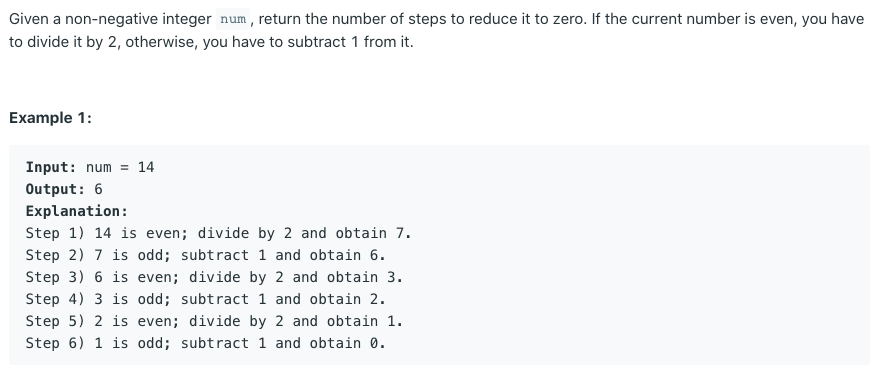 Given a non-negative integer num, return the number of steps to reduce it to zero. If the current number is even, you have
to divide it by 2, otherwise, you have to subtract 1 from it.
Example 1:
Input: num = 14
Output: 6
Explanation:
Step 1) 14 is even; divide by 2 and obtain 7.
Step 2) 7 is odd; subtract 1 and obtain 6.
Step 3) 6 is even; divide by 2 and obtain 3.
Step 4) 3 is odd; subtract 1 and obtain 2.
Step 5) 2 is even; divide by 2 and obtain 1.
Step 6) 1 is odd; subtract 1 and obtain 0.